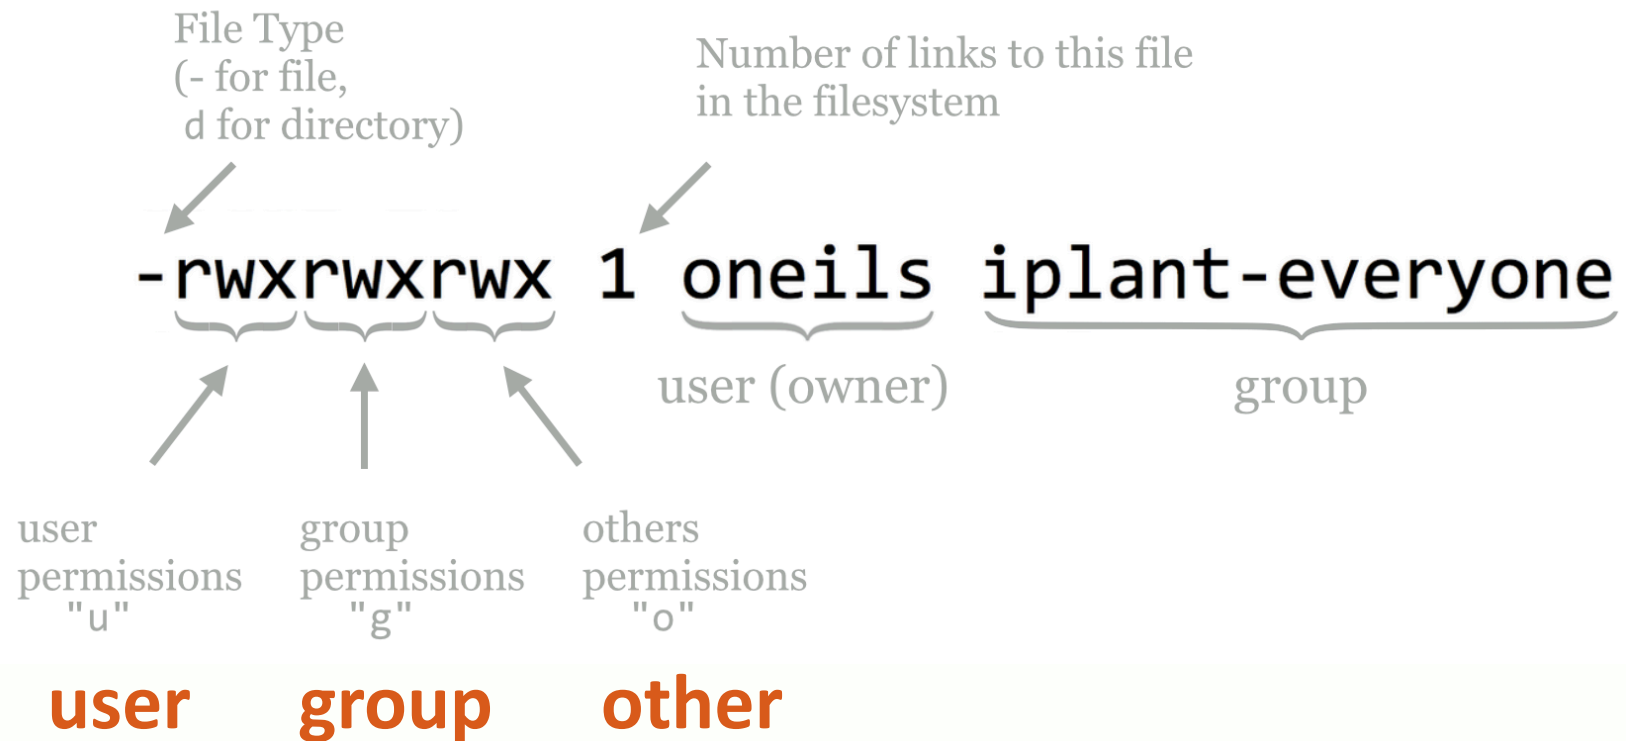 File Type
(- for file,
d for directory)
Number of links to this file
in the filesystem
-rwxrwxrwx 1 oneils iplant-everyone
user (owner)
group
user
permissions
"u"
group
permissions
"g"
others
permissions
"o"
user group other